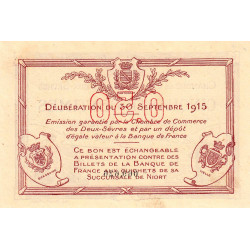 DÉLIBÉRATION DU 30 SEPTEMBRE 1915
Emission garantie par la Chambre de Commerce
des Deux-Sèvres et par un dépôt
d'égale valeur à la Banque de France
CE BON EST ÉCHANGEABLE
A PRÉSENTATION CONTRE DES
BILLETS DE LA BANQUE DE
FRANCE AUX GUICHETS DE SA
SUCCURSALE DE NIORT